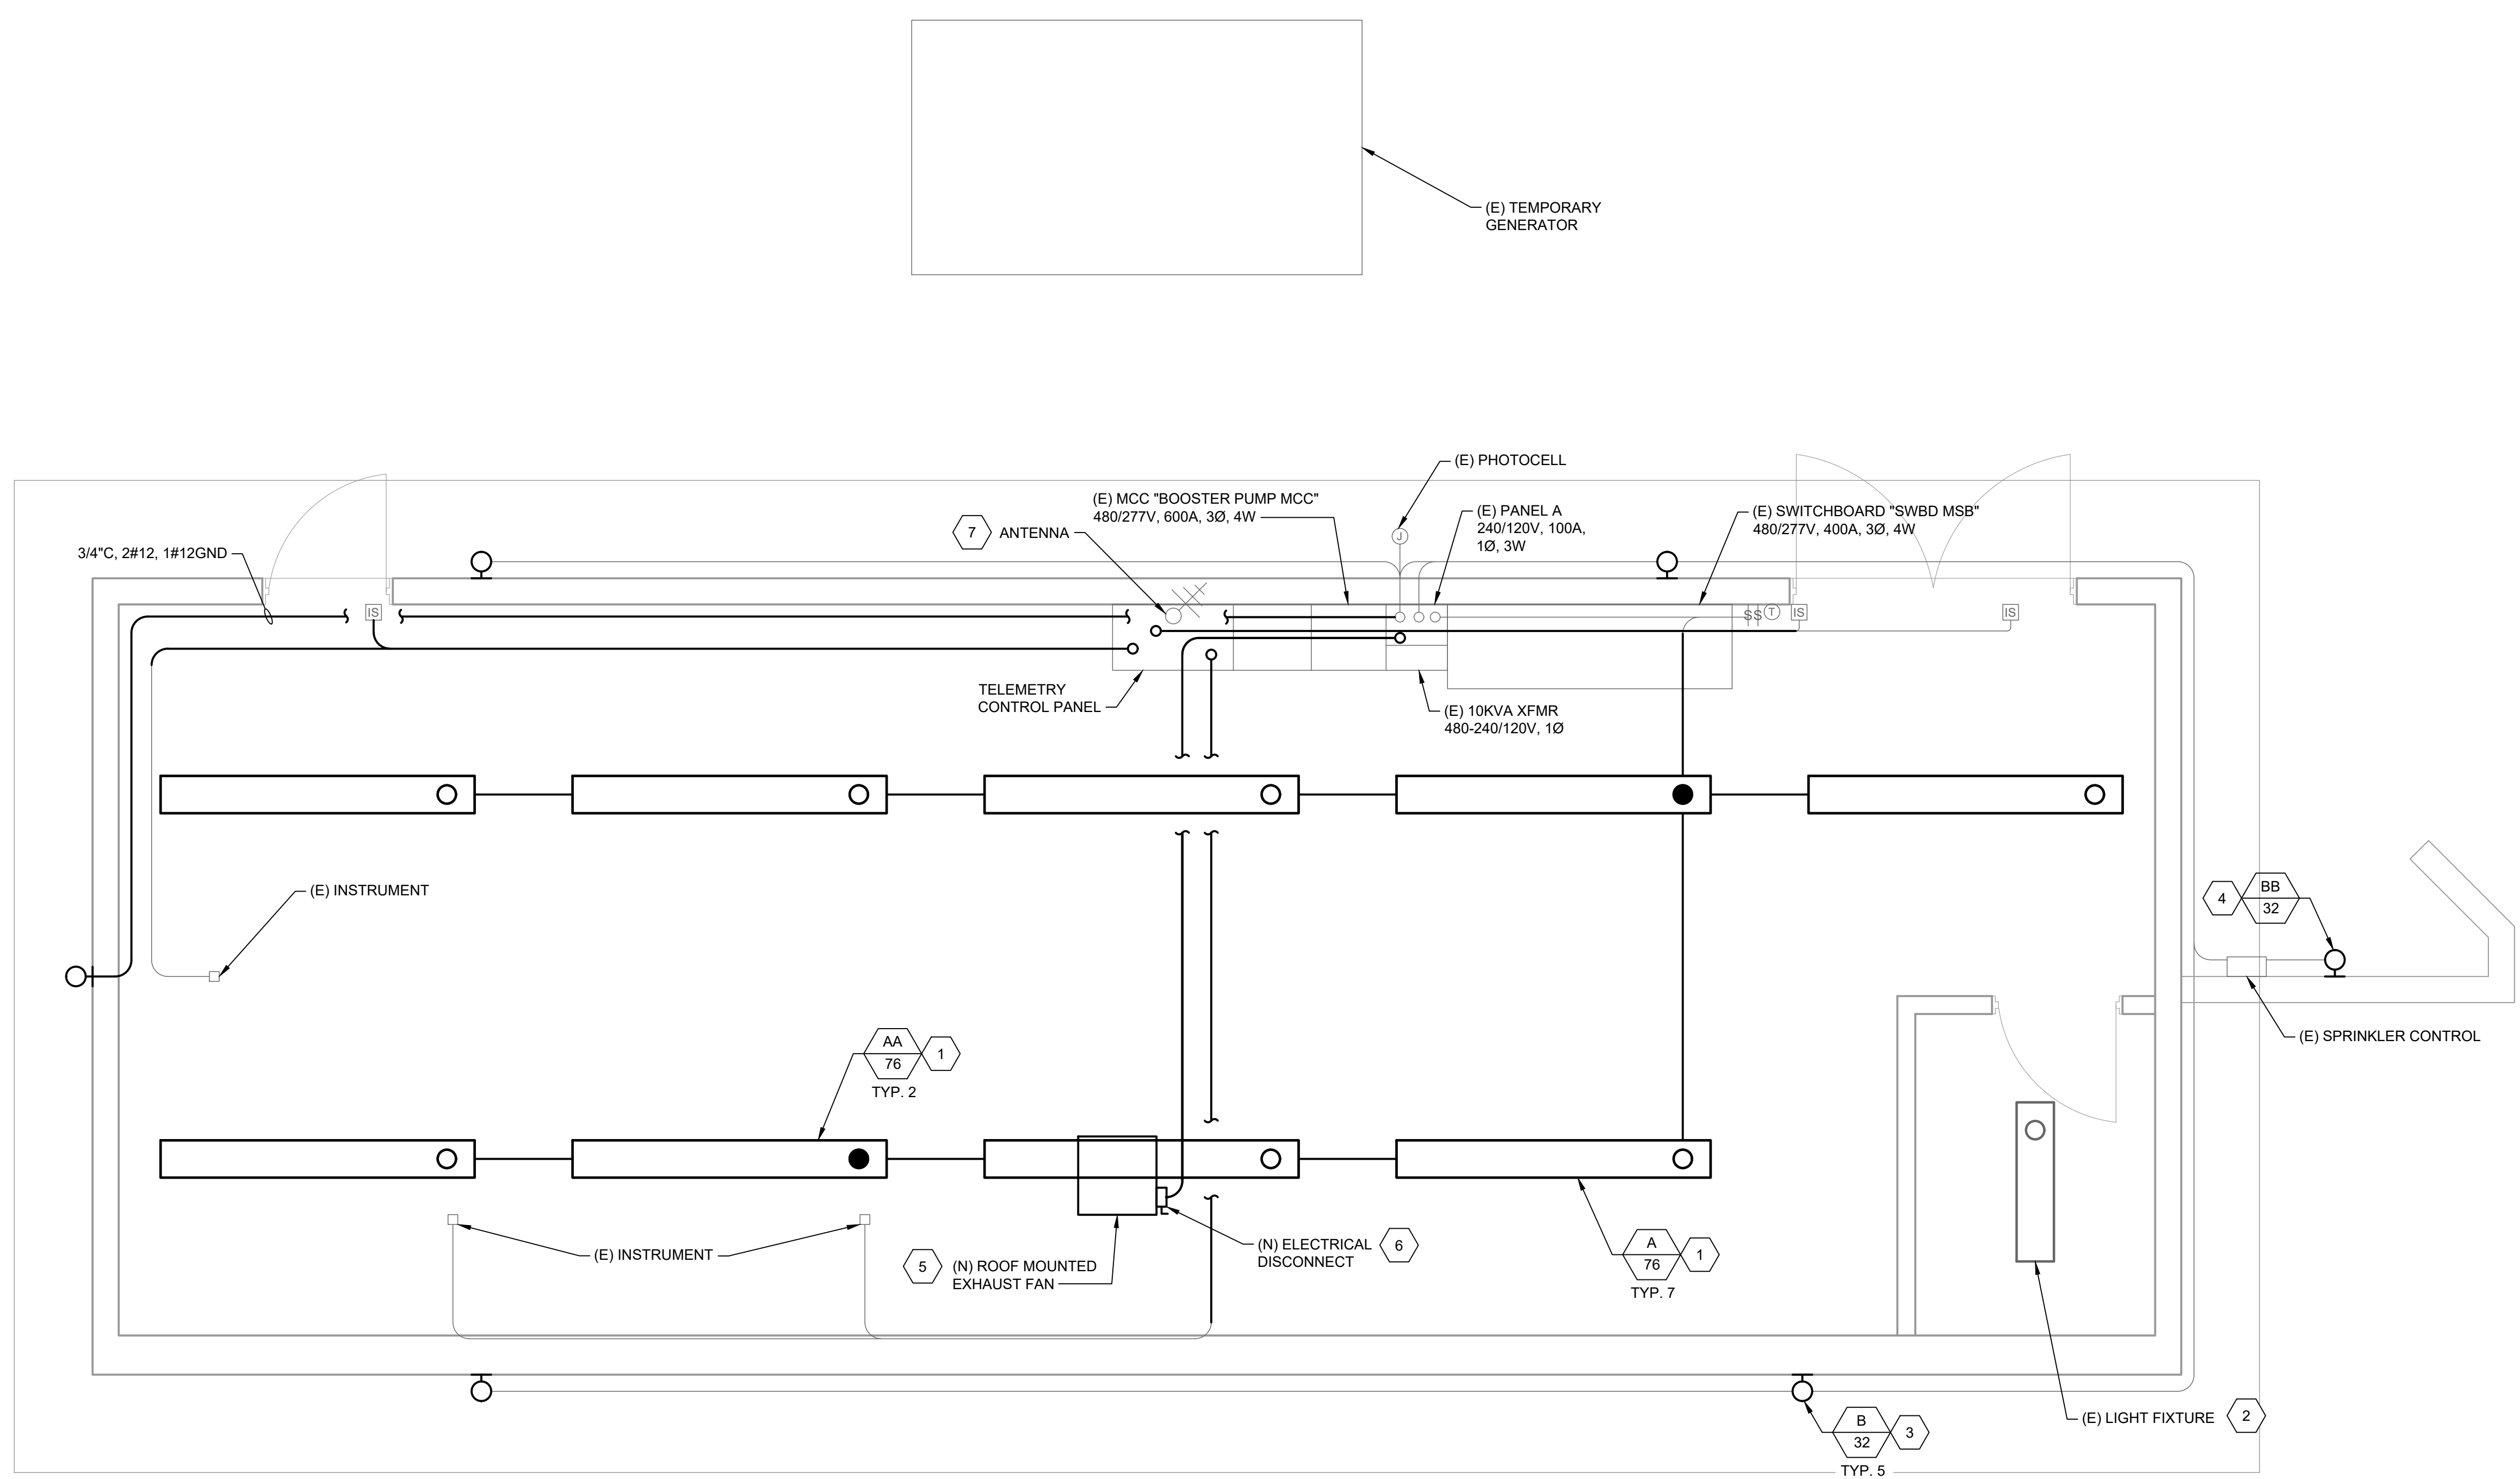 (E) TEMPORARY
GENERATOR
(E) PHOTOCELL
(E) MCC "BOOSTER PUMP MCC"
480/277V, 600A, 3Ø, 4W
(E) PANEL A
240/120V, 100A,
1Ø, 3W
(E) SWITCHBOARD "SWBD MSB"
480/277V, 400A, 3Ø, 4W
7
ANTENNA
J
3/4"C, 2#12, 1#12GND
IS
$$
T
IS
IS
TELEMETRY
CONTROL PANEL
(E) 10KVA XFMR
480-240/120V, 1Ø
(E) INSTRUMENT
4
BB
32
(E) SPRINKLER CONTROL
AA
76
1
TYP. 2
(E) INSTRUMENT
5
(N) ROOF MOUNTED
EXHAUST FAN
(N) ELECTRICAL
DISCONNECT
6
A
76
1
TYP. 7
(E) LIGHT FIXTURE
2
B
32
3
TYP. 5